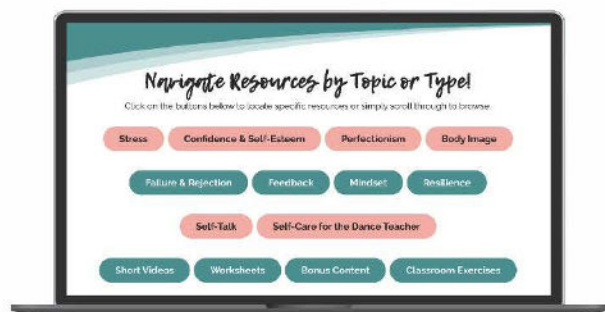 Navigate Resources by Topic or Type!
Click on the buttons below to locate specific resources or simply scroll through to browse
Stress Confidence & Self-Esteem Perfectionism Body Image
Failure & Rejection Feedback Mindset Resilience
Self-Talk Self-Care for the Dance Teacher
Short Videos Worksheets Bonus Content Classroom Exercises